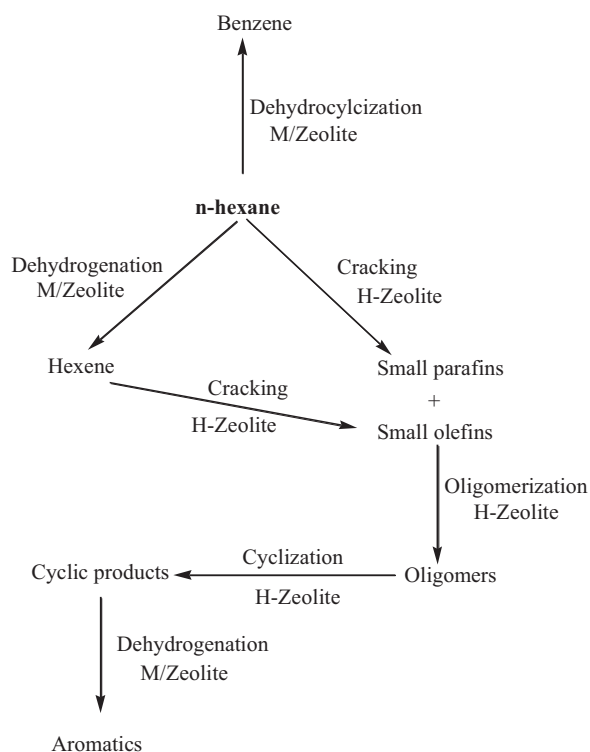 Benzene
Dehydrocylcization
M/Zeolite
n-hexane
Dehydrogenation
M/Zeolite
Cracking
H-Zeolite
Hexene
Small parafins
Cracking
+
H-Zeolite
Small olefins
Oligomerization
H-Zeolite
Cyclization
Cyclic products
Oligomers
H-Zeolite
Dehydrogenation
M/Zeolite
Aromatics